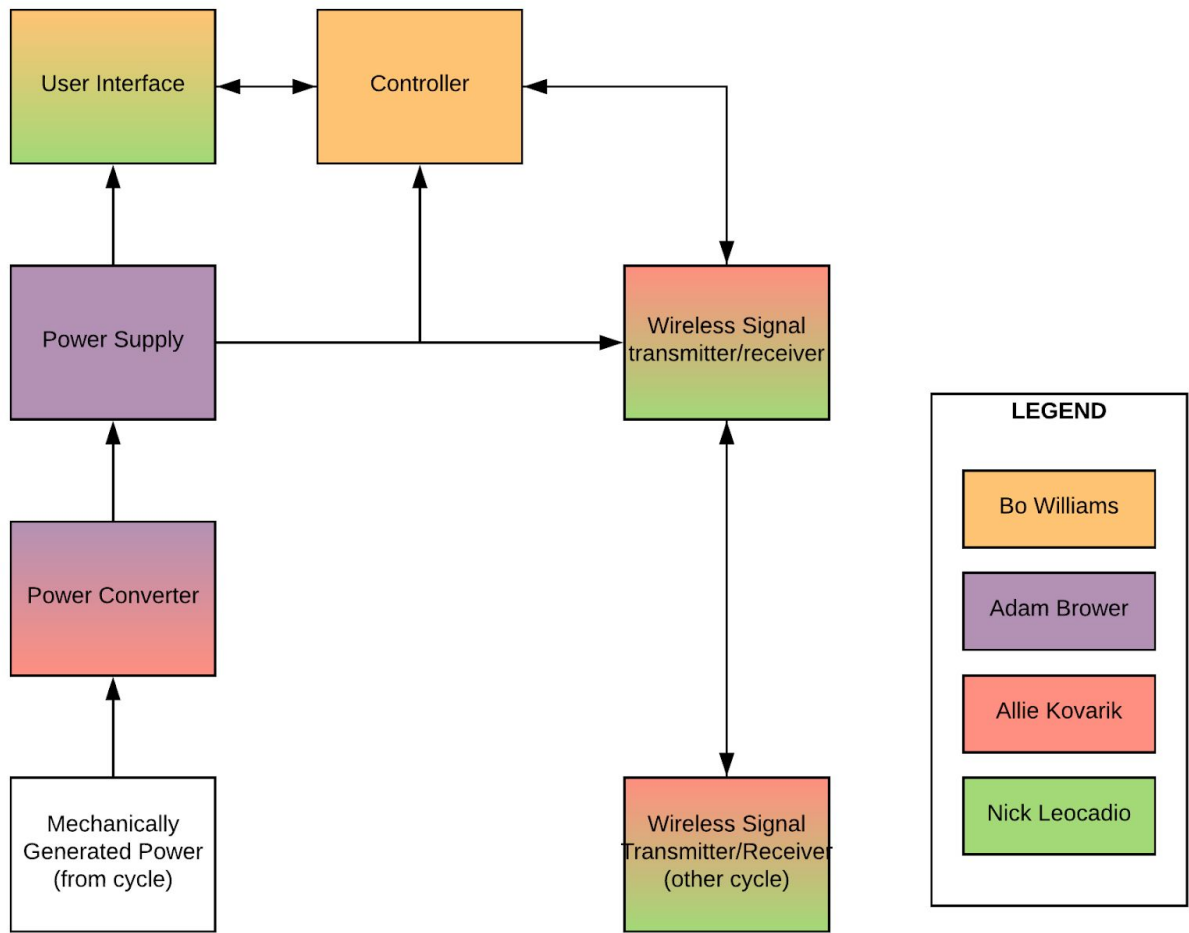 User Interface
Controller
Power Supply
Wireless Signal
transmitter/receiver
LEGEND
Bo Williams
Adam Brower
Power Converter
Allie Kovarik
Mechanically
Generated Power
(from cycle)
Wireless Signal
Transmitter/Receiver
(other cycle)
Nick Leocadio